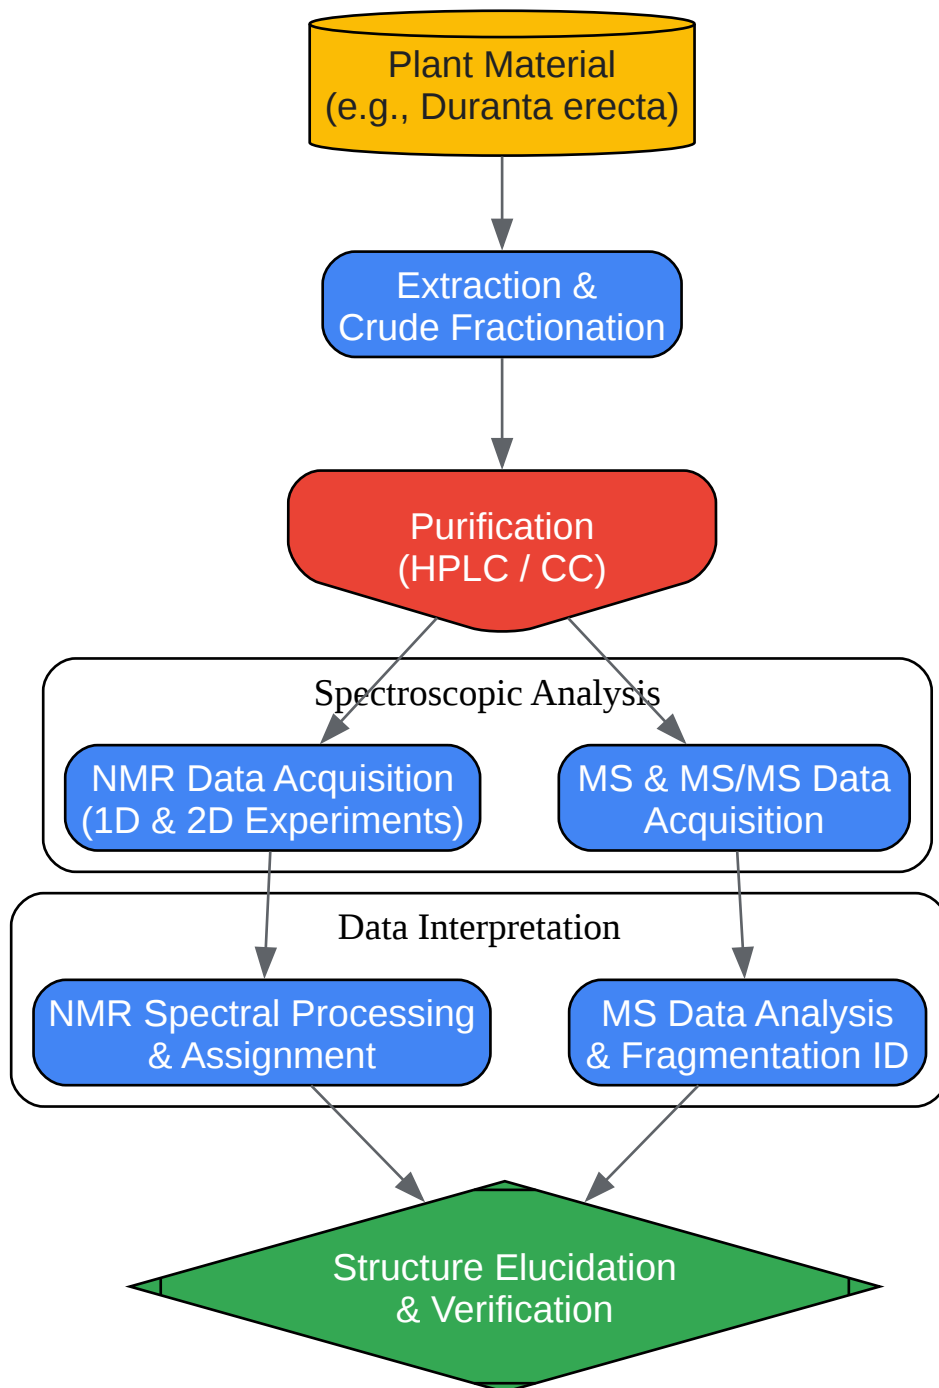 Plant Material
(e.g., Duranta erecta)
Extraction &
Crude Fractionation
Purification
(HPLC / CC)
Spectroscopic Analysis
NMR Data Acquisition
(1D & 2D Experiments)
MS & MS/MS Data
Acquisition
Data Interpretation
NMR Spectral Processing
& Assignment
MS Data Analysis
& Fragmentation ID
Structure Elucidation
& Verification